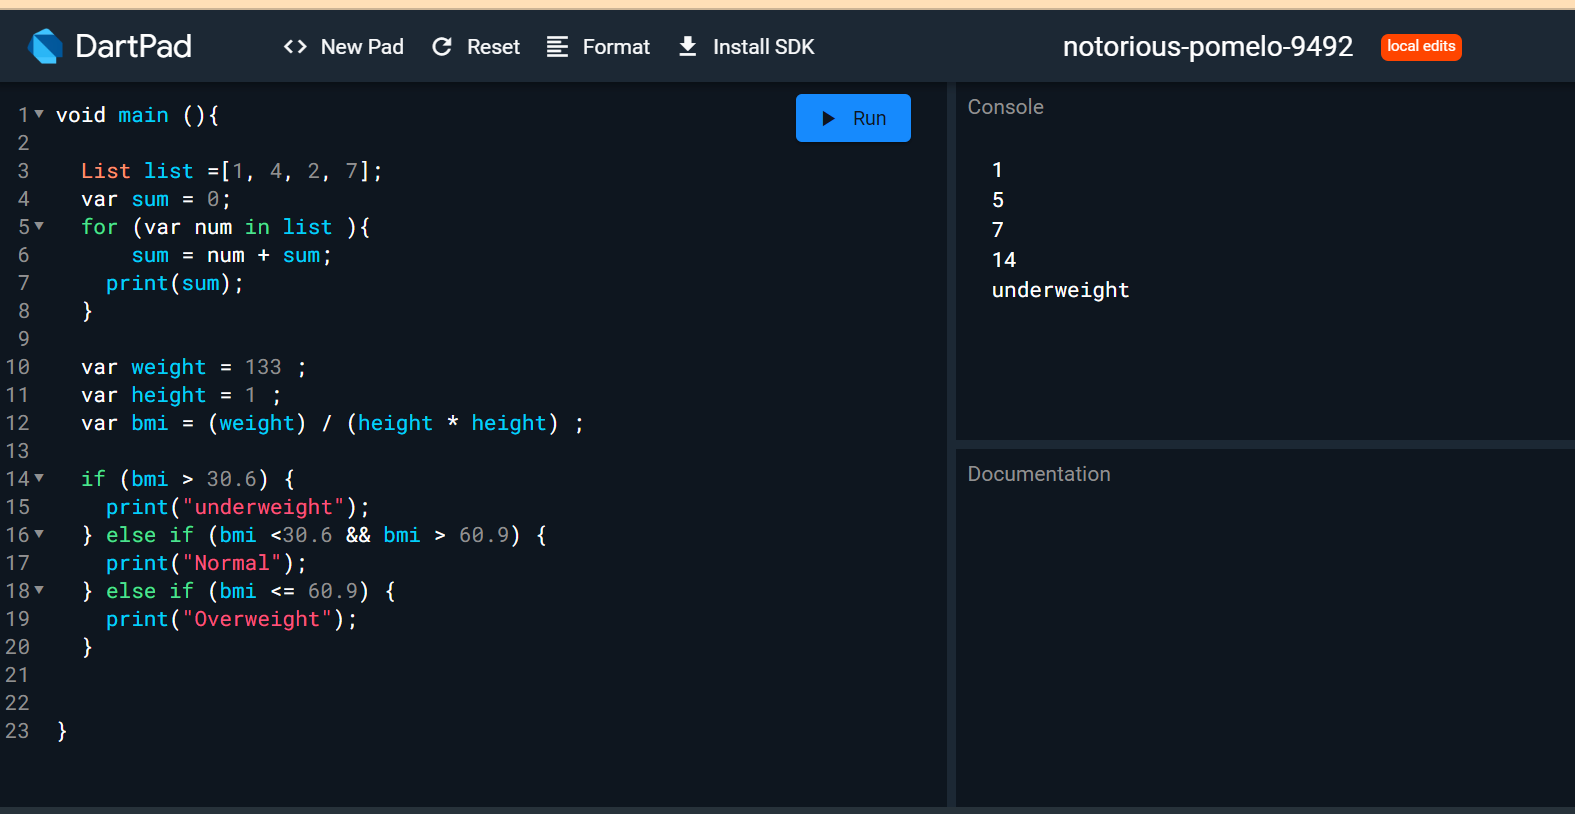 DartPad
<> New Pad
Reset
Format
Install SDK
notorious-pomelo-9492
local edits
1 void main (){
2
3   List list =[1, 4, 2, 7];
4   var sum = 0;
5   for (var num in list ){
6       sum = num + sum;
7     print(sum);
8   }
9
10   var weight = 133 ;
11   var height = 1 ;
12   var bmi = (weight) / (height * height) ;
13
14   if (bmi > 30.6) {
15     print("underweight");
16   } else if (bmi <30.6 && bmi > 60.9) {
17     print("Normal");
18   } else if (bmi <= 60.9) {
19     print("Overweight");
20   }
21
22
23 }
Run
Console
1
5
7
14
underweight
Documentation